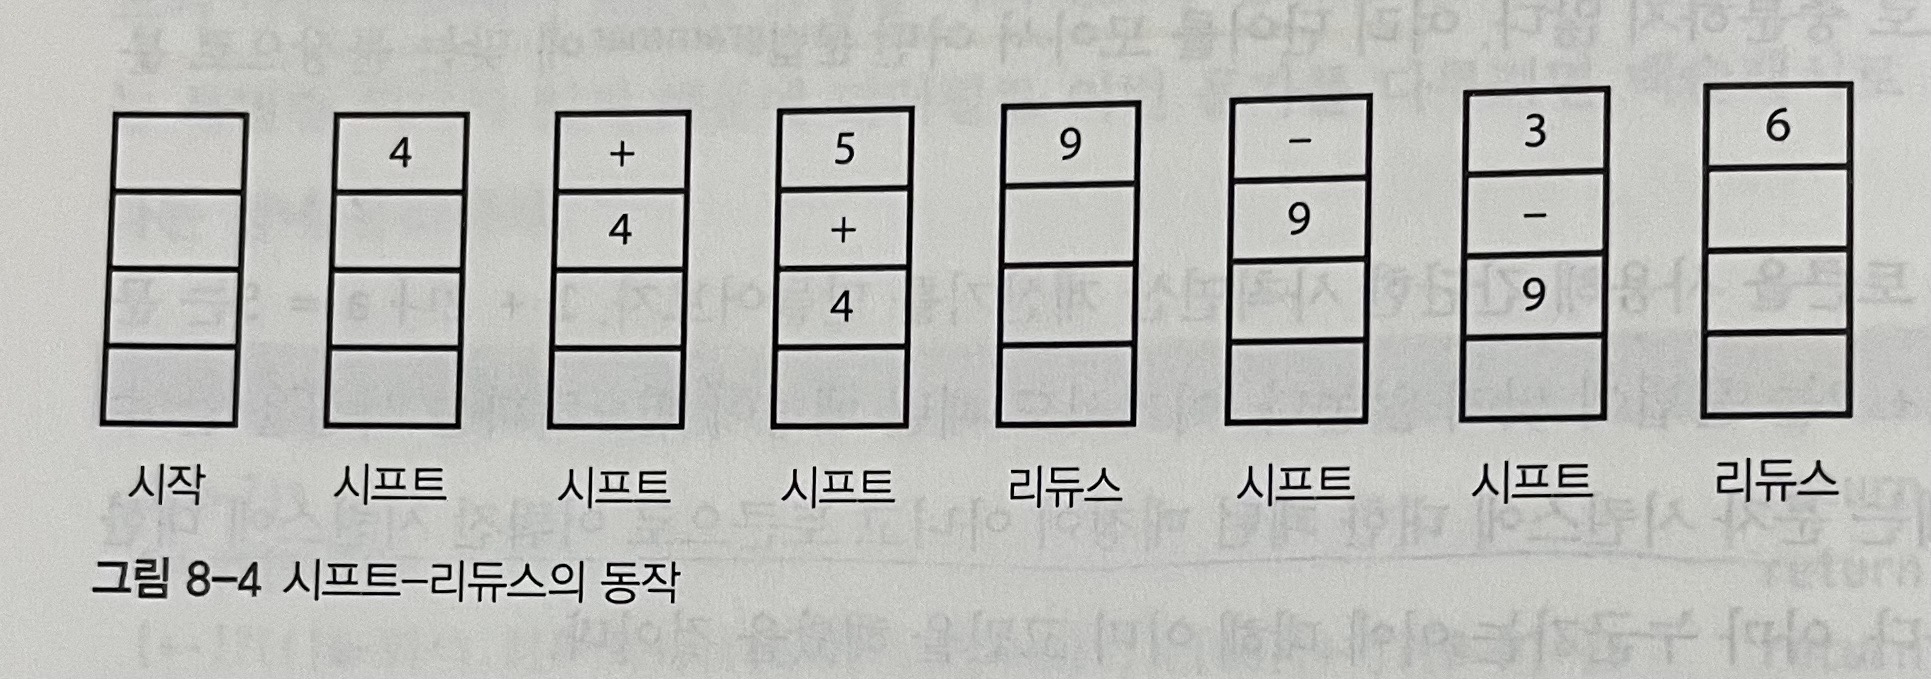 4 + 5 9 − 3 6
4 + − 9 −
4 9
시작 시프트 시프트 시프트 리듀스 시프트 시프트 리듀스
그림 8−4 시프트−리듀스의 동작